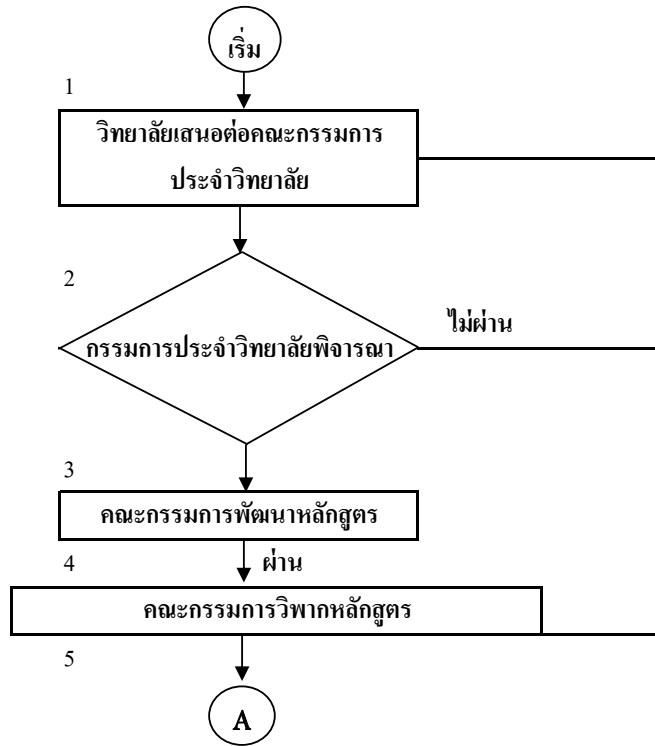 เริ่ม
1
วิทยาลัยเสนอต่อคณะกรรมการ
ประจำวิทยาลัย
2
ไม่ผ่าน
กรรมการประจำวิทยาลัยพิจารณา
3
คณะกรรมการพัฒนาหลักสูตร
4
ผ่าน
คณะกรรมการวิพากหลักสูตร
5
A